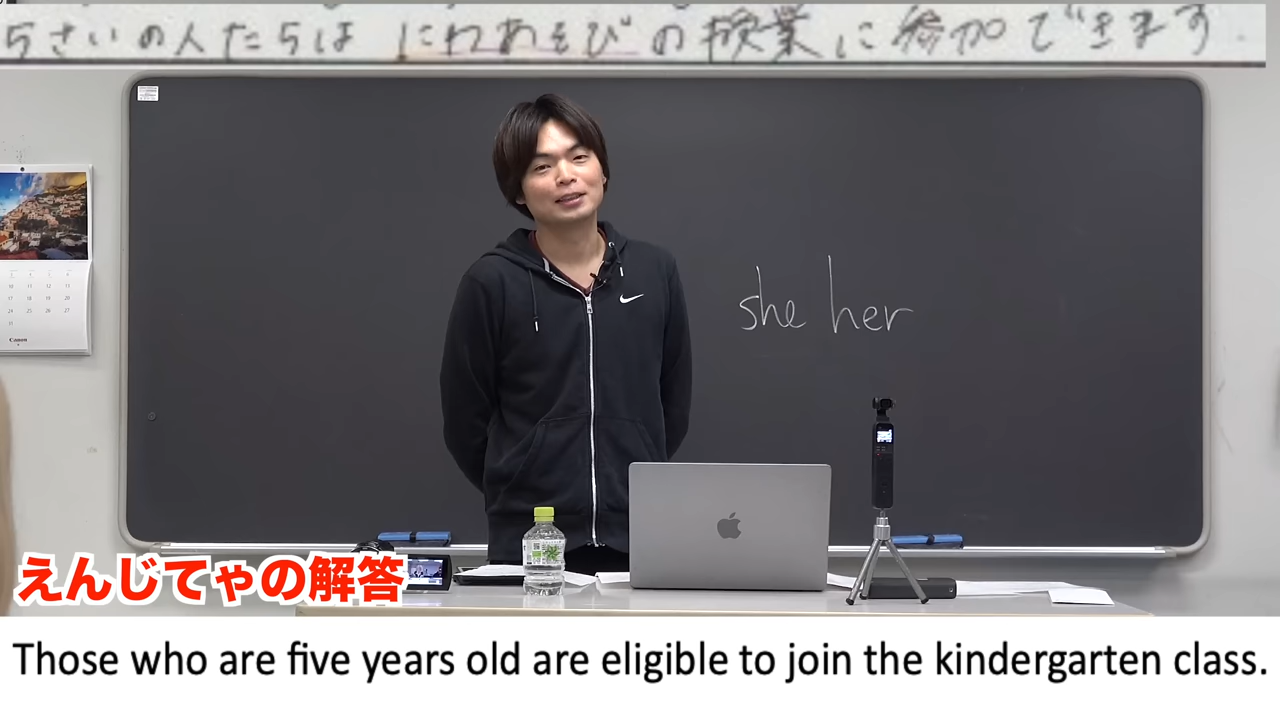 らさいの人たちは にわあそびの授業に参加できます.
she her
Canon
えんじてゃの解答
Those who are five years old are eligible to join the kindergarten class.